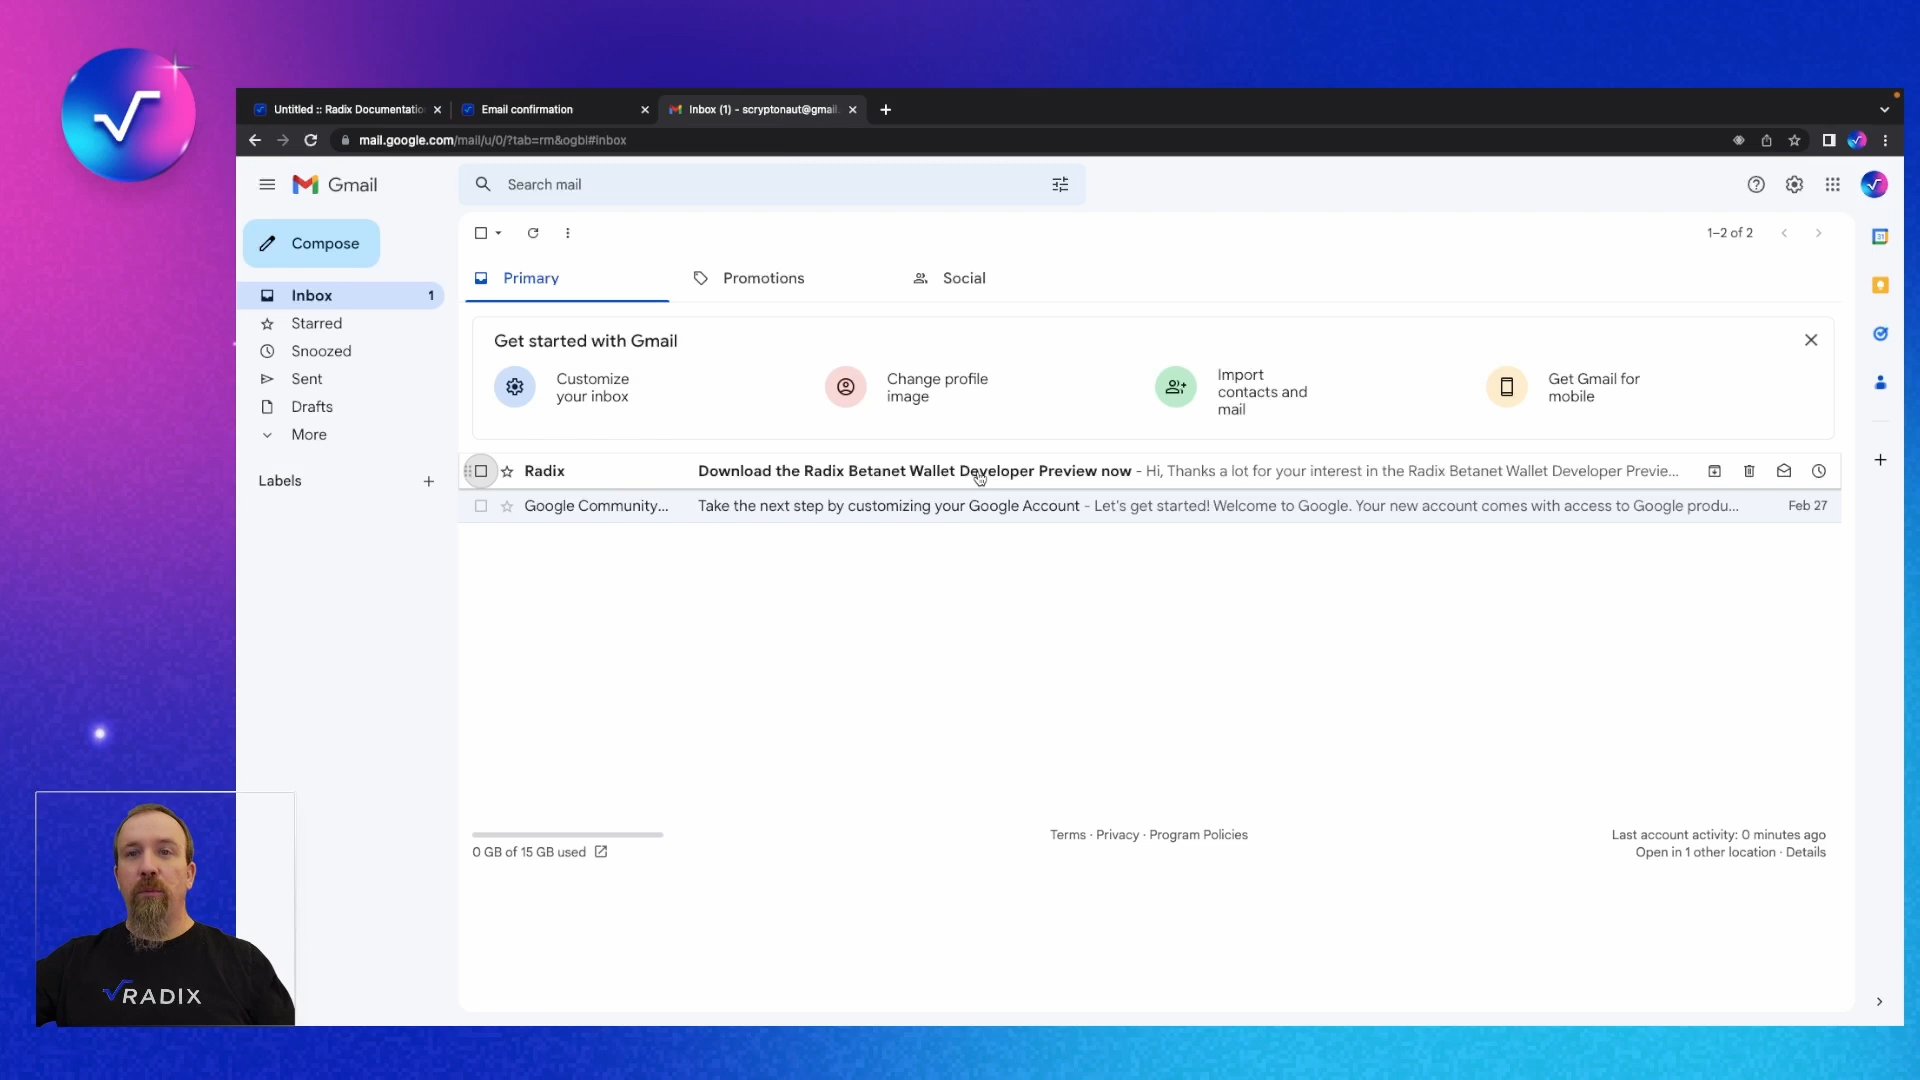 Untitled :: Radix Documentatio
Email confirmation
Inbox (1) - scryptonaut@gmail.
mail.google.com/mail/u/0/?tab=rm&ogbl#inbox
Gmail
Search mail
Compose
1–2 of 2
Primary
Promotions
Social
Inbox 1
Starred
Snoozed
Sent
Drafts
More
Labels
Get started with Gmail
Customize
your inbox
Change profile
image
Import
contacts and
mail
Get Gmail for
mobile
Radix Download the Radix Betanet Wallet Developer Preview now - Hi, Thanks a lot for your interest in the Radix Betanet Wallet Developer Previe...
Google Community... Take the next step by customizing your Google Account - Let's get started! Welcome to Google. Your new account comes with access to Google produ... Feb 27
0 GB of 15 GB used
Terms · Privacy · Program Policies
Last account activity: 0 minutes ago
Open in 1 other location · Details
RADIX